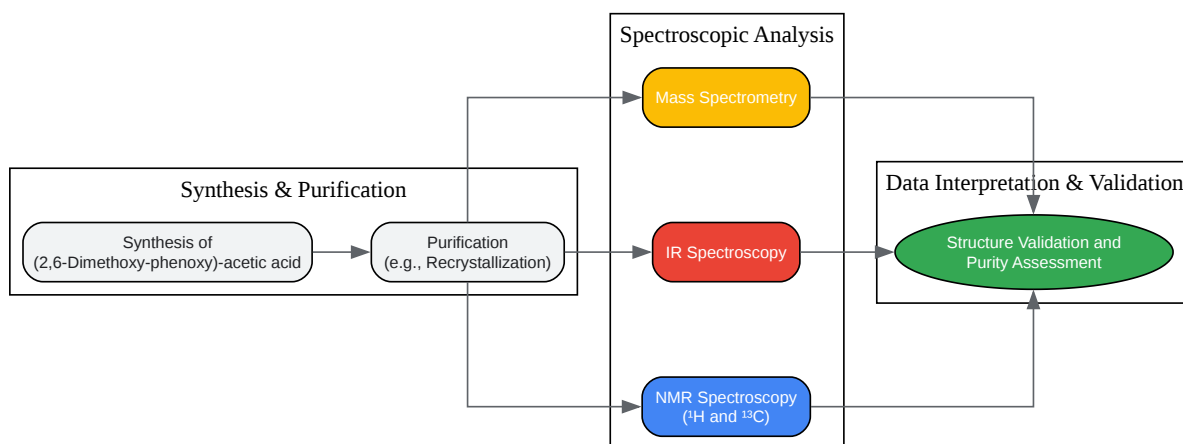 Synthesis & Purification
Synthesis of
(2,6-Dimethoxy-phenoxy)-acetic acid
Purification
(e.g., Recrystallization)
Spectroscopic Analysis
Mass Spectrometry
IR Spectroscopy
NMR Spectroscopy
(¹H and ¹³C)
Data Interpretation & Validation
Structure Validation and
Purity Assessment